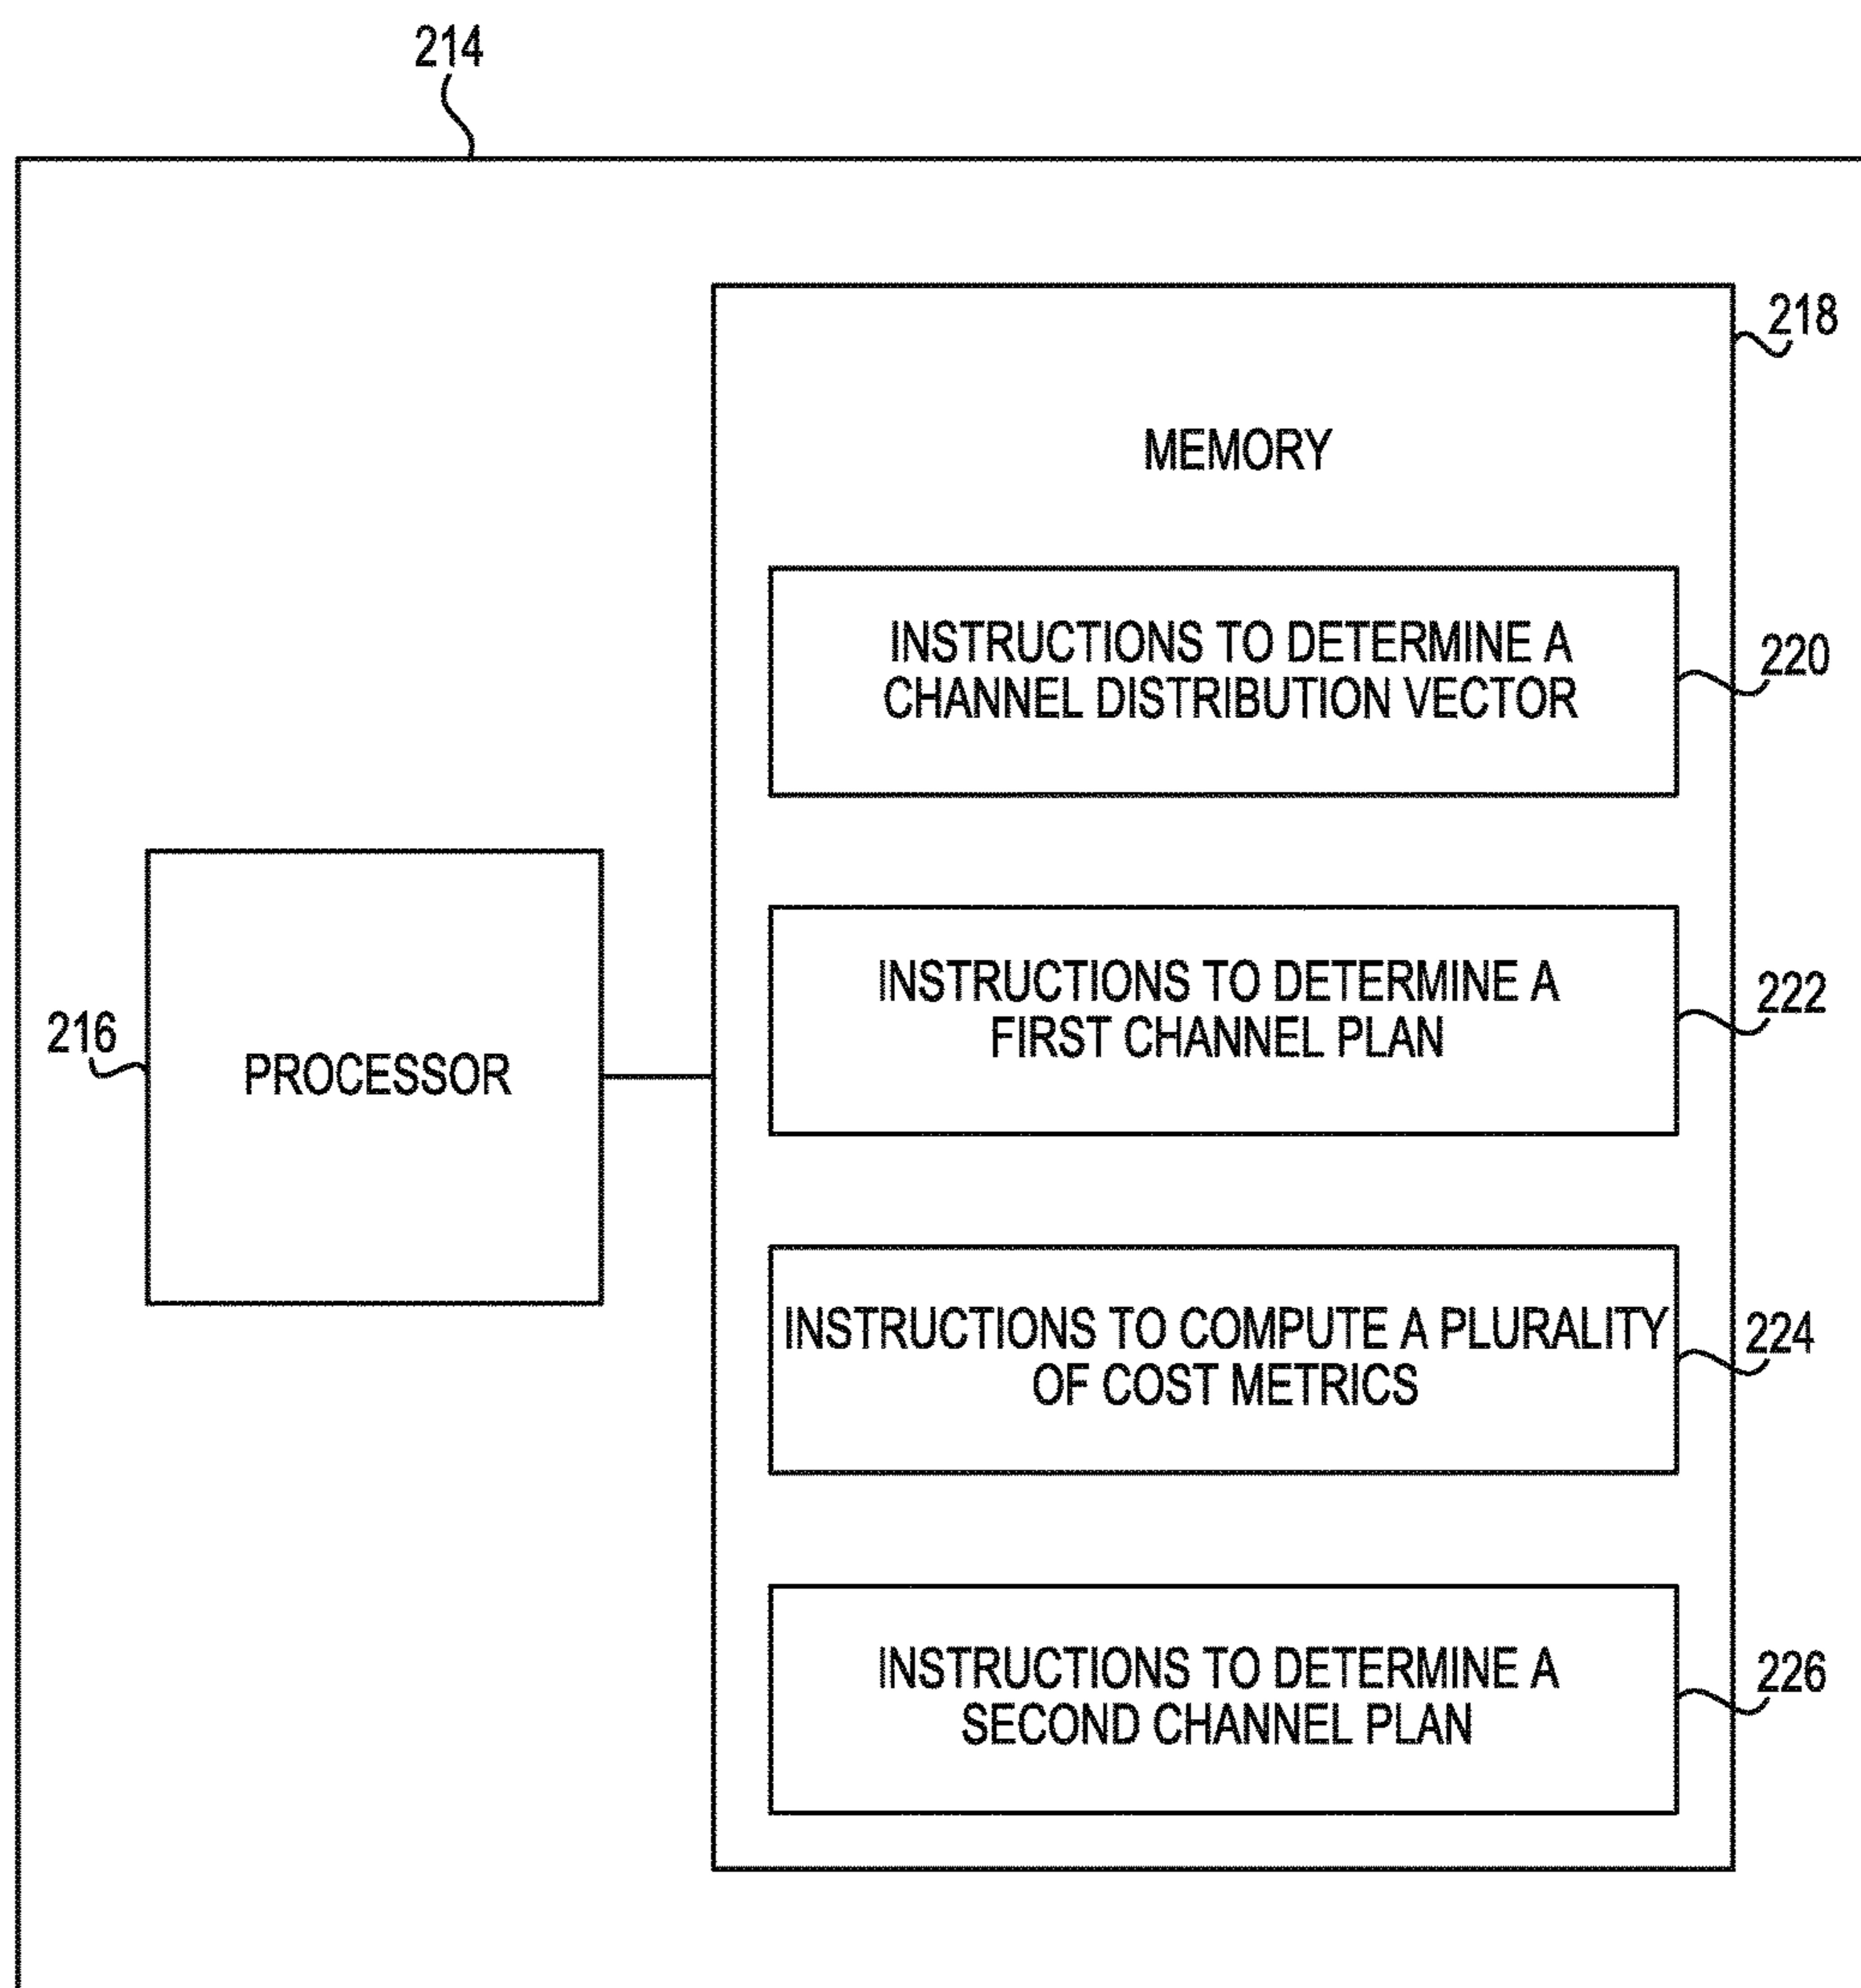 214
218
MEMORY
INSTRUCTIONS TO DETERMINE A
CHANNEL DISTRIBUTION VECTOR
220
INSTRUCTIONS TO DETERMINE A
FIRST CHANNEL PLAN
222
216
PROCESSOR
INSTRUCTIONS TO COMPUTE A PLURALITY
OF COST METRICS
224
INSTRUCTIONS TO DETERMINE A
SECOND CHANNEL PLAN
226